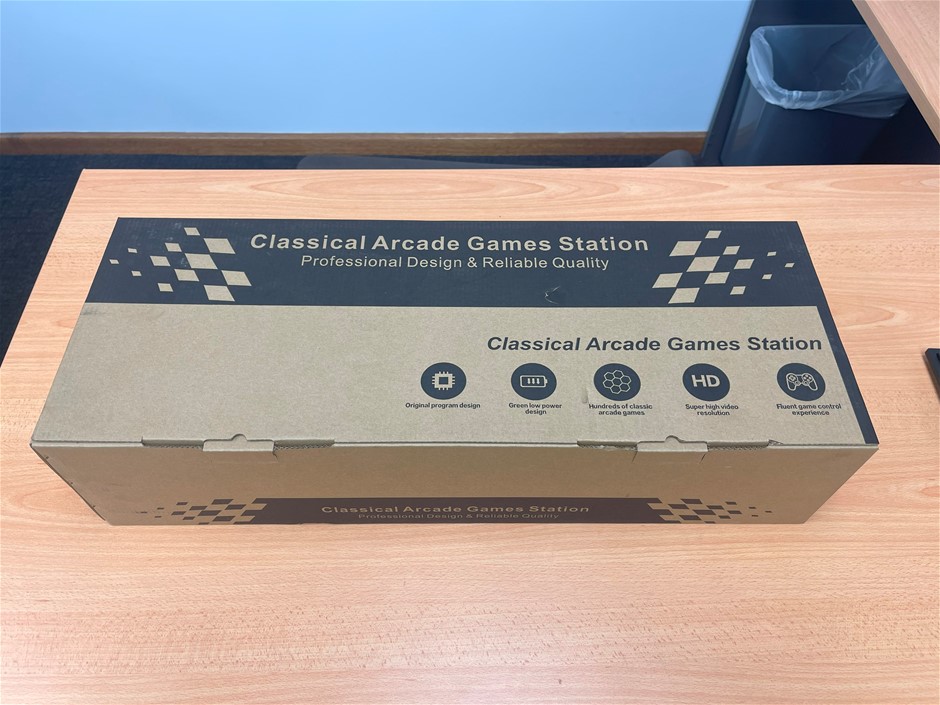 Classical Arcade Games Station
Professional Design & Reliable Quality
Classical Arcade Games Station
Original program design
Green low power
design
Hundreds of classic
arcade games
HD
Super high video
resolution
Fluent game control
experience
Classical Arcade Games Station
Professional Design & Reliable Quality